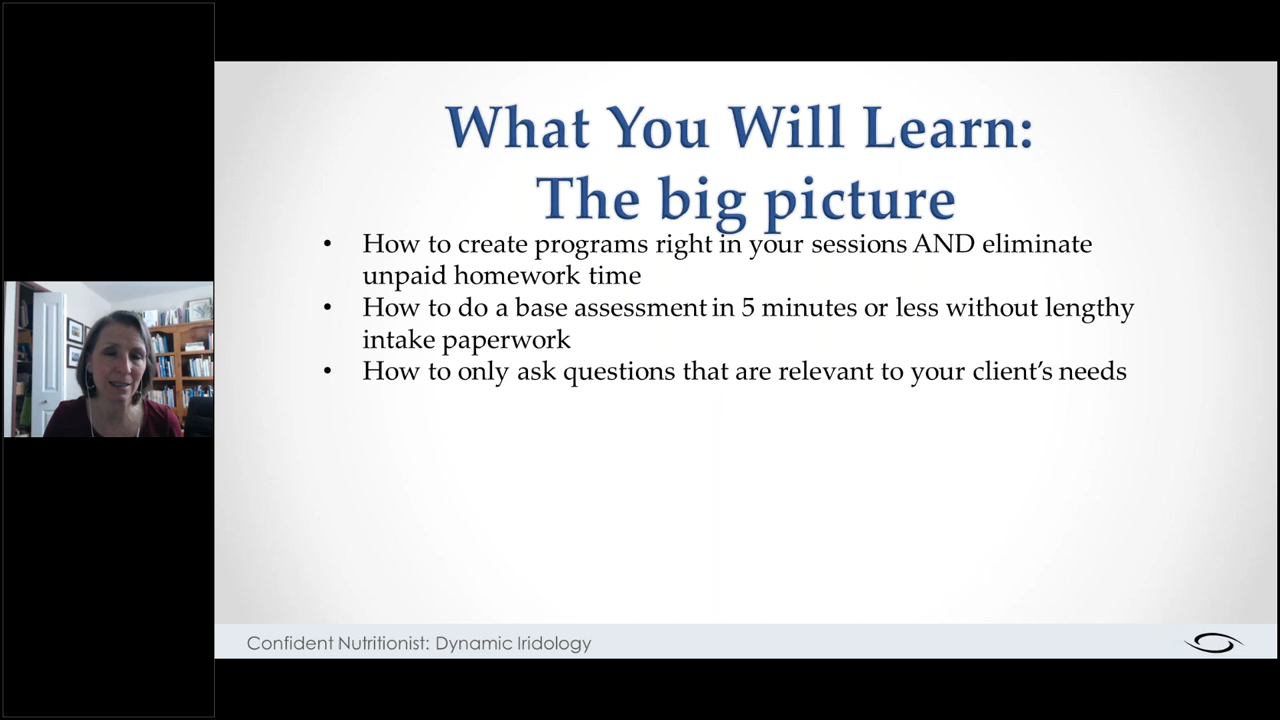 What You Will Learn:
The big picture
• How to create programs right in your sessions AND eliminate
unpaid homework time
• How to do a base assessment in 5 minutes or less without lengthy
intake paperwork
• How to only ask questions that are relevant to your client’s needs
Confident Nutritionist: Dynamic Iridology